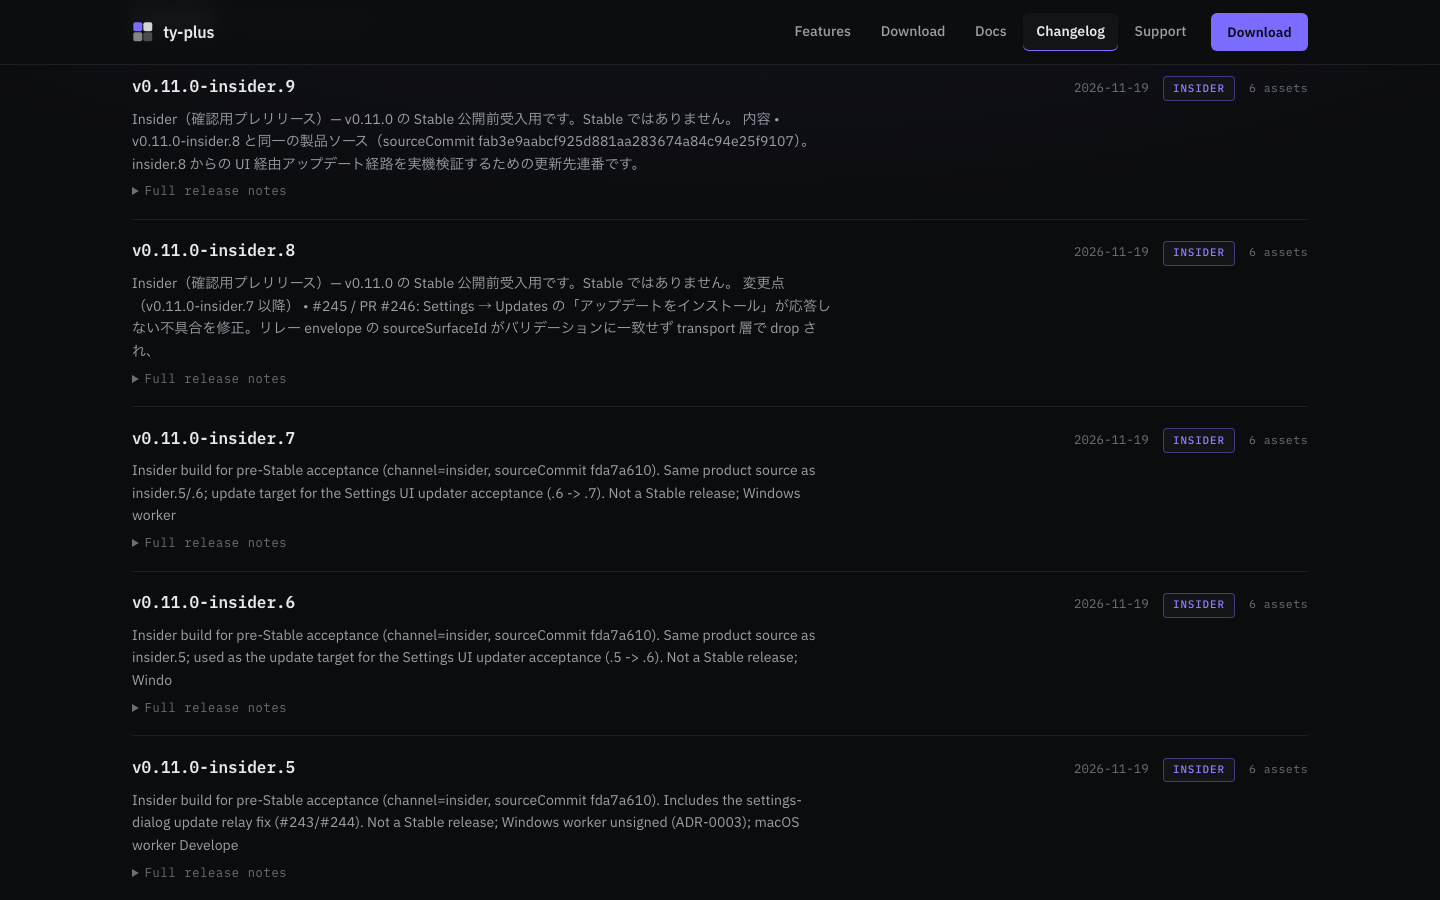 ty-plus
Features
Download
Docs
Changelog
Support
Download
v0.11.0-insider.9
2026-11-19
INSIDER
6 assets
Insider（確認用プレリリース）— v0.11.0 の Stable 公開前受入用です。Stable ではありません。 内容 •
v0.11.0-insider.8 と同一の製品ソース（sourceCommit fab3e9aabcf925d881aa283674a84c94e25f9107）。
insider.8 からの UI 経由アップデート経路を実機検証するための更新先連番です。
▶ Full release notes
v0.11.0-insider.8
2026-11-19
INSIDER
6 assets
Insider（確認用プレリリース）— v0.11.0 の Stable 公開前受入用です。Stable ではありません。 変更点
（v0.11.0-insider.7 以降） • #245 / PR #246: Settings → Updates の「アップデートをインストール」が応答し
ない不具合を修正。リレー envelope の sourceSurfaceId がバリデーションに一致せず transport 層で drop さ
れ、
▶ Full release notes
v0.11.0-insider.7
2026-11-19
INSIDER
6 assets
Insider build for pre-Stable acceptance (channel=insider, sourceCommit fda7a610). Same product source as
insider.5/.6; update target for the Settings UI updater acceptance (.6 -> .7). Not a Stable release; Windows
worker
▶ Full release notes
v0.11.0-insider.6
2026-11-19
INSIDER
6 assets
Insider build for pre-Stable acceptance (channel=insider, sourceCommit fda7a610). Same product source as
insider.5; used as the update target for the Settings UI updater acceptance (.5 -> .6). Not a Stable release;
Windo
▶ Full release notes
v0.11.0-insider.5
2026-11-19
INSIDER
6 assets
Insider build for pre-Stable acceptance (channel=insider, sourceCommit fda7a610). Includes the settings-
dialog update relay fix (#243/#244). Not a Stable release; Windows worker unsigned (ADR-0003); macOS
worker Develope
▶ Full release notes